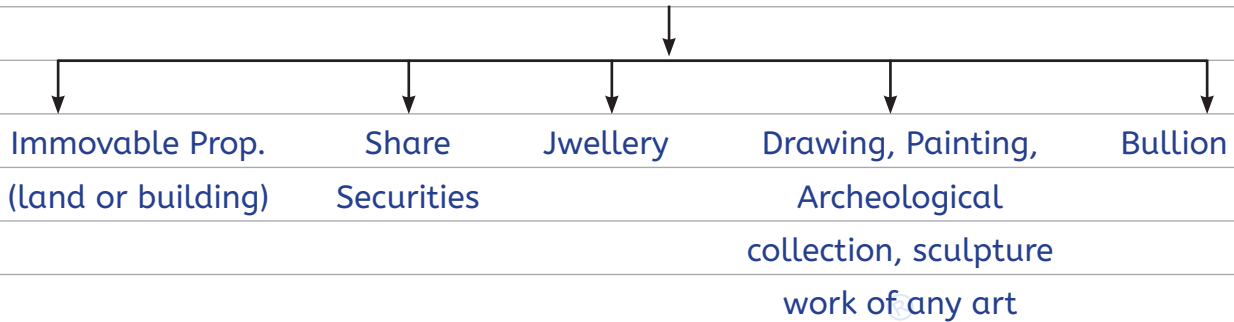 Immovable Prop. Share Jwellery Drawing, Painting, Bullion
(land or building) Securities Archeological
collection, sculpture
work of any art